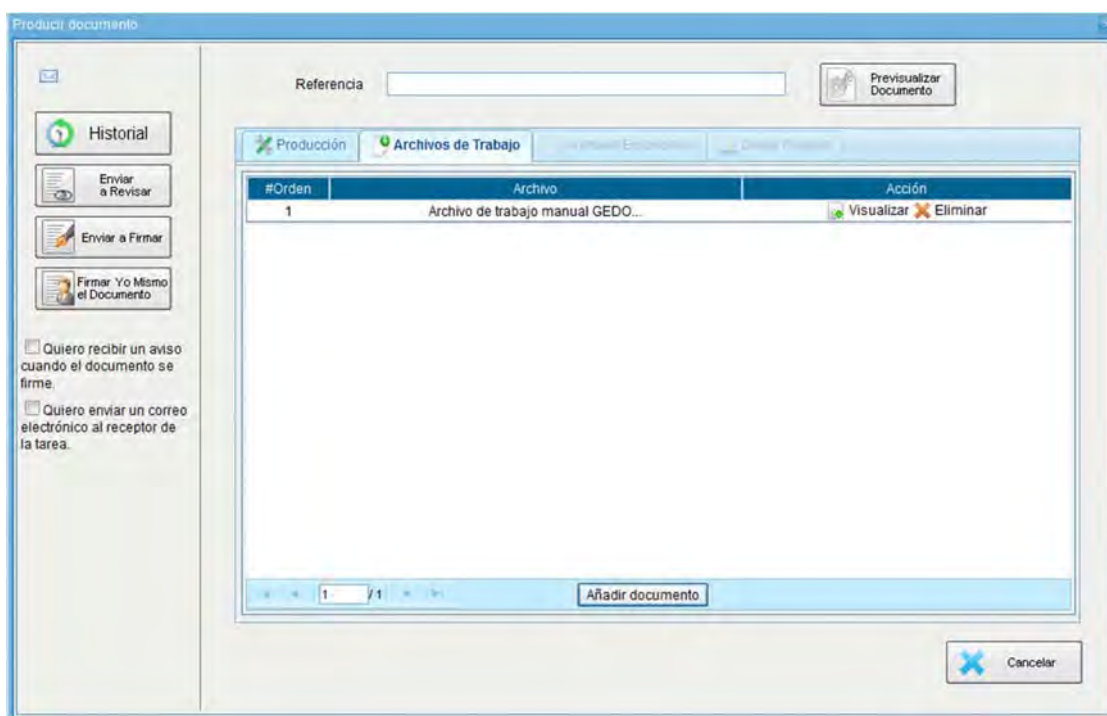 Producir documento
Referencia
Previsualizar
Documento
Historial
Enviar
a Revisar
Enviar a Firmar
Firmar Yo Mismo
el Documento
Quiero recibir un aviso
cuando el documento se
firme.
Quiero enviar un correo
electrónico al receptor de
la tarea.
Producción Archivos de Trabajo
#Orden Archivo Acción
1 Archivo de trabajo manual GEDO... Visualizar Eliminar
1 / 1 Añadir documento
Cancelar